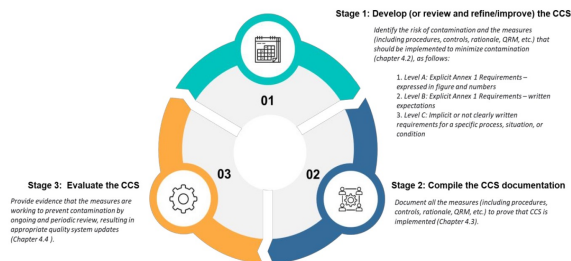 Stage 1: Develop (or review and refine/improve) the CCS
Identify the risk of contamination and the measures
(including procedures, controls, rationale, QRM, etc.) that
should be implemented to minimize contamination
(chapter 4.2), as follows:
1. Level A: Explicit Annex 1 Requirements –
expressed in figure and numbers
2. Level B: Explicit Annex 1 Requirements – written
expectations
3. Level C: Implicit or not clearly written
requirements for a specific process, situation, or
condition
01
02
03
Stage 2: Compile the CCS documentation
Document all the measures (including procedures,
controls, rationale, QRM, etc.) to prove that CCS is
implemented (Chapter 4.3).
Stage 3: Evaluate the CCS
Provide evidence that the measures are
working to prevent contamination by
ongoing and periodic review, resulting in
appropriate quality system updates
(Chapter 4.4 ).